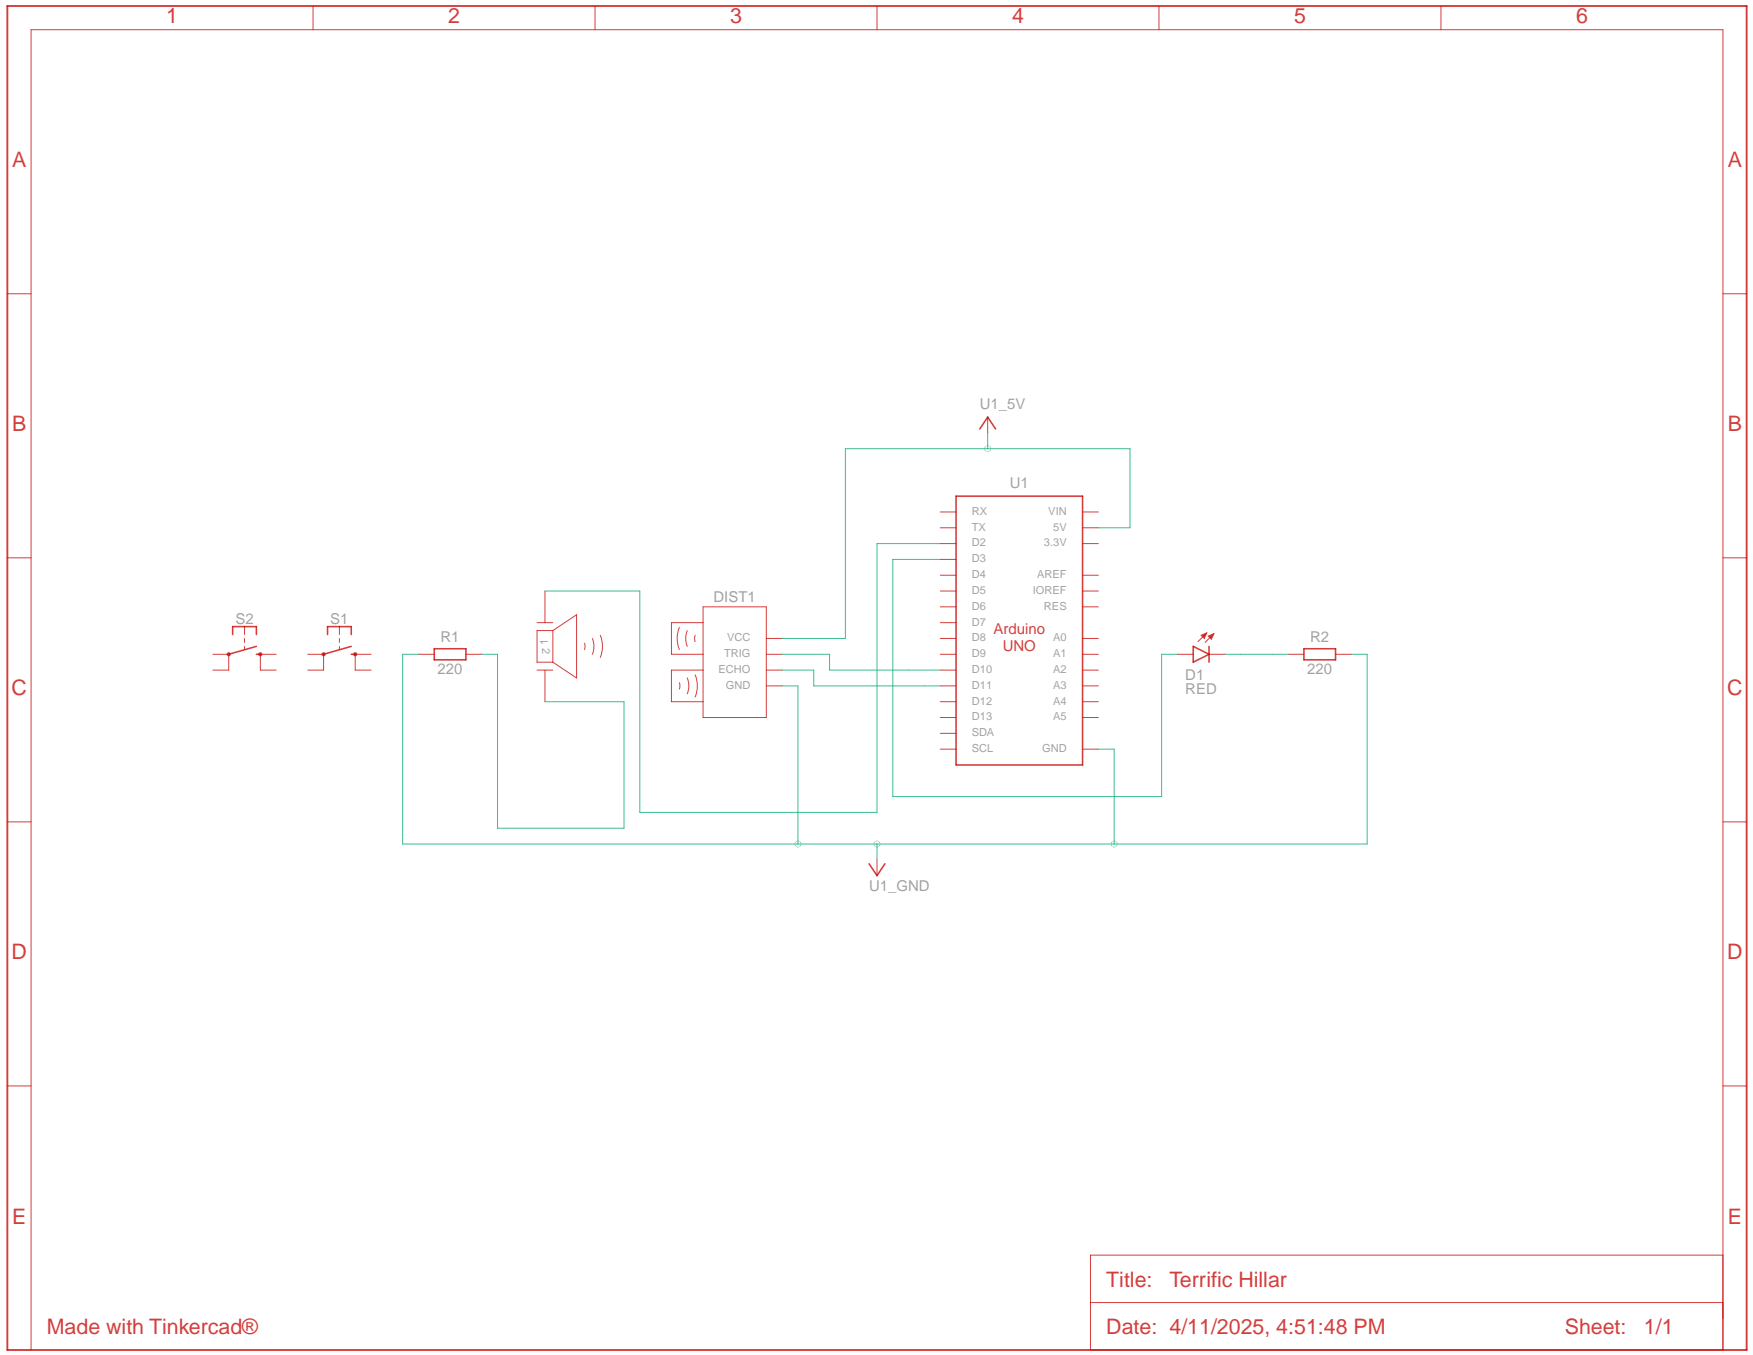 1 2 3 4 5 6
A A
U1_5V
B B
U1
RX VIN
TX 5V
D2 3.3V
D3
D4 AREF
D5 IOREF
D6 RES
D7
Arduino
UNO
D8 A0
D9 A1
D10 A2
D11 A3
D12 A4
D13 A5
SDA
SCL GND
DIST1
VCC
TRIG
ECHO
GND
S2 S1
R1
220
1 2
D1
RED
R2
220
C C
U1_GND
D D
E E
Title: Terrific Hillar
Made with Tinkercad®
Date: 4/11/2025, 4:51:48 PM Sheet: 1/1